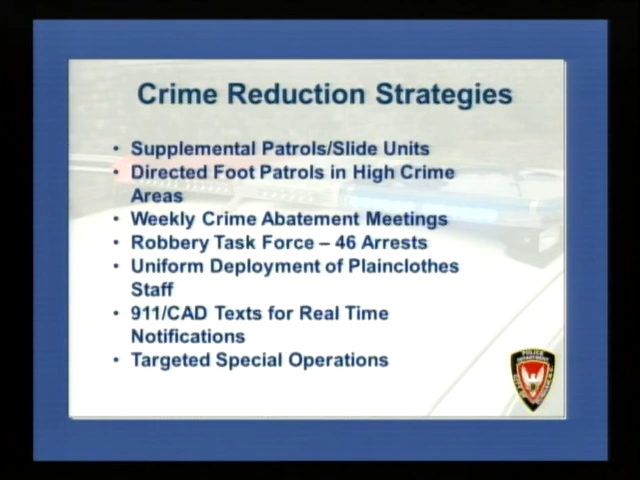 Crime Reduction Strategies
• Supplemental Patrols/Slide Units
• Directed Foot Patrols in High Crime
Areas
• Weekly Crime Abatement Meetings
• Robbery Task Force – 46 Arrests
• Uniform Deployment of Plainclothes
Staff
• 911/CAD Texts for Real Time
Notifications
• Targeted Special Operations
POLICE
DEPARTMENT